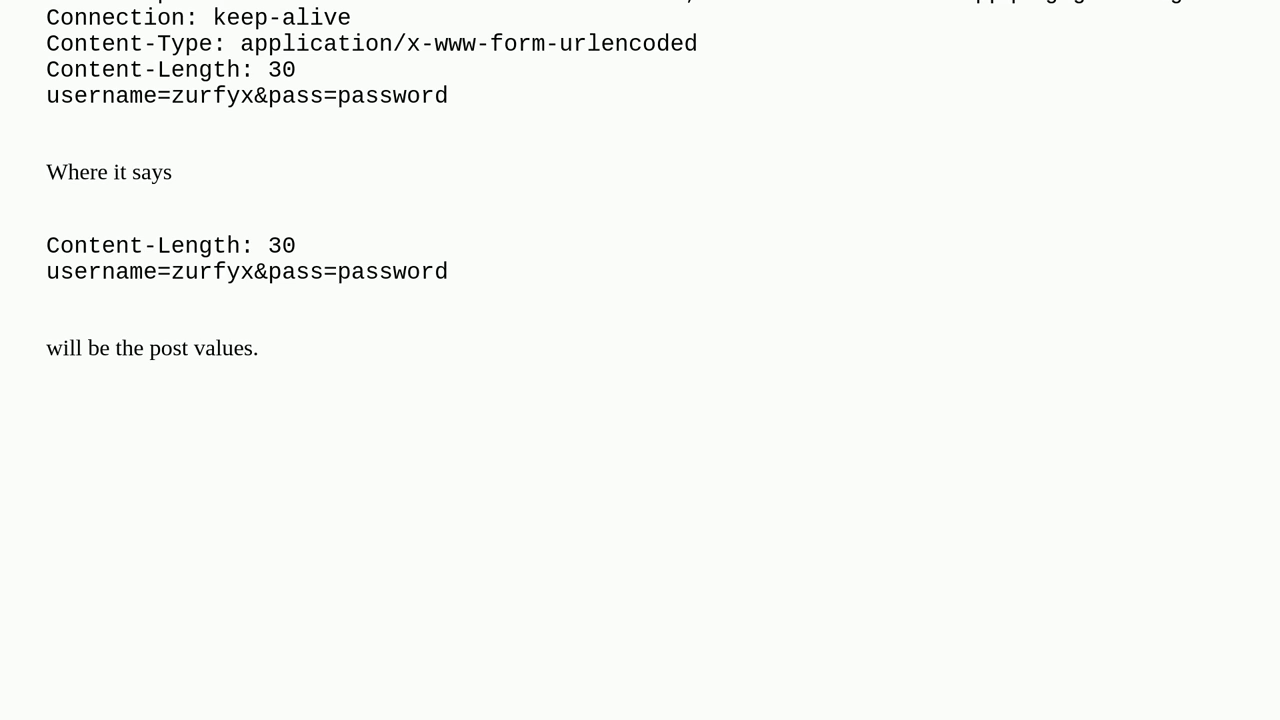 Connection: keep-alive
Content-Type: application/x-www-form-urlencoded
Content-Length: 30
username=zurfyx&pass=password
Where it says
Content-Length: 30
username=zurfyx&pass=password
will be the post values.